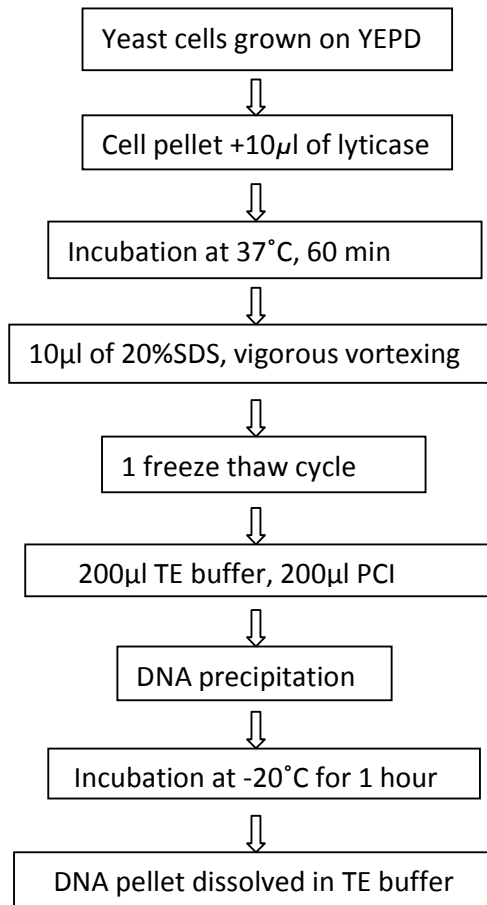 Yeast cells grown on YEPD
Cell pellet +10µl of lyticase
Incubation at 37˚C, 60 min
10µl of 20%SDS, vigorous vortexing
1 freeze thaw cycle
200µl TE buffer, 200µl PCI
DNA precipitation
Incubation at -20˚C for 1 hour
DNA pellet dissolved in TE buffer